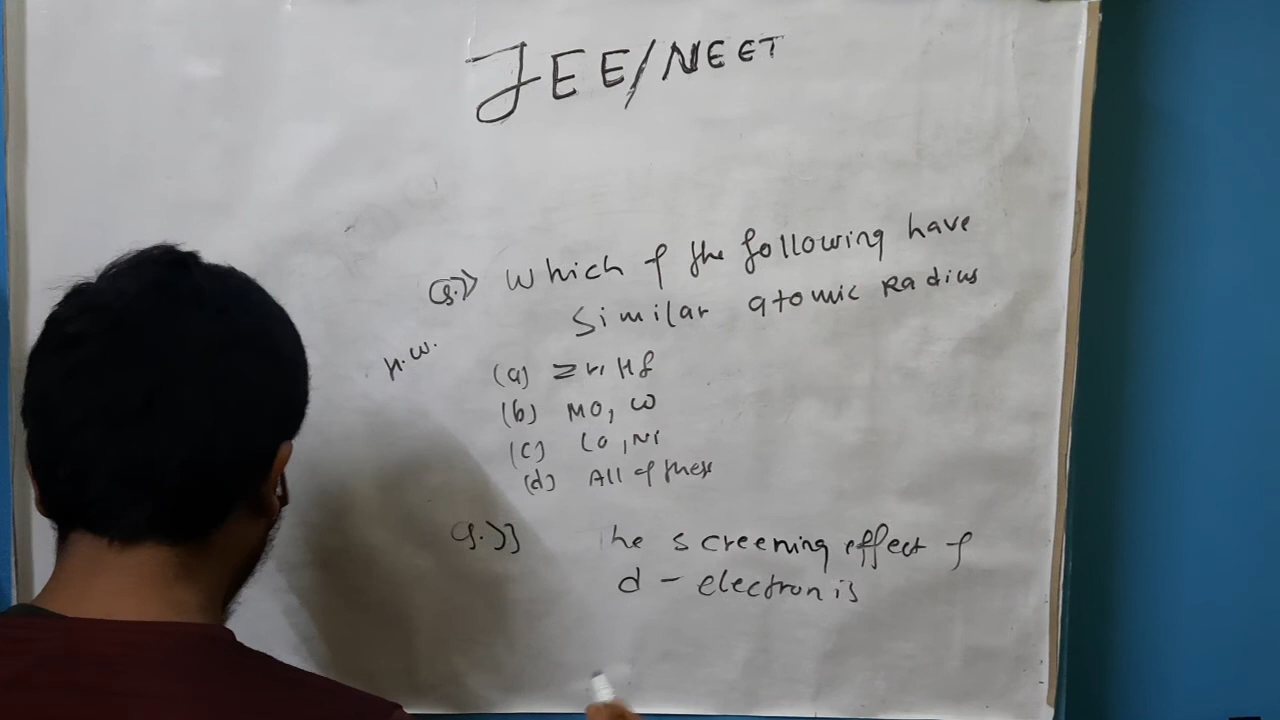 JEE/NEET
Q.)) Which of the following have
Similar atomic Radius
H.W.
(a) Zr, Hf
(b) MO, W
(c) Co, Ni
(d) All of these
Q.)) he screening effect of
d - electron is